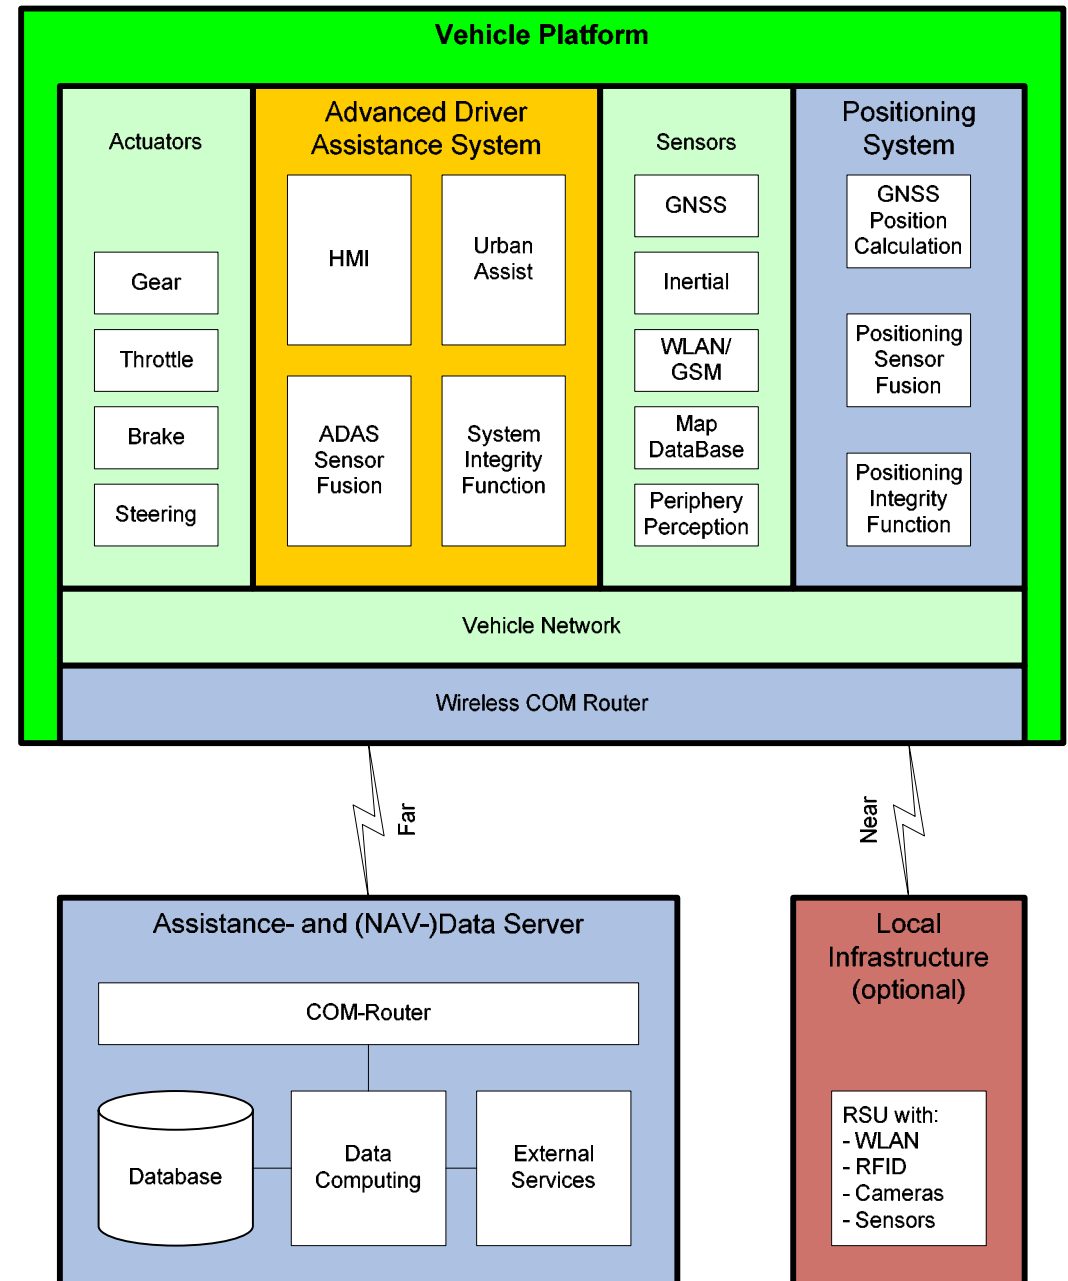 Vehicle Platform
Actuators
Gear
Throttle
Brake
Steering
Advanced Driver
Assistance System
HMI
Urban
Assist
ADAS
Sensor
Fusion
System
Integrity
Function
Sensors
GNSS
Inertial
WLAN/
GSM
Map
DataBase
Periphery
Perception
Positioning
System
GNSS
Position
Calculation
Positioning
Sensor
Fusion
Positioning
Integrity
Function
Vehicle Network
Wireless COM Router
Far
Near
Assistance- and (NAV-)Data Server
COM-Router
Database
Data
Computing
External
Services
Local
Infrastructure
(optional)
RSU with:
- WLAN
- RFID
- Cameras
- Sensors